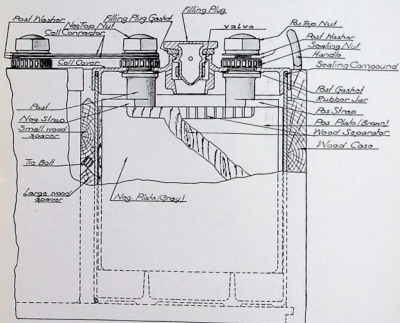 Post Washer
Neg Top Nut
Cell Connector
Filling Plug Gasket
Filling Plug
valve
Pos Top Nut
Post Washer
Sealing Nut
Handle
Sealing Compound
Cell Cover
Post
Neg Strap
Small wood
spacer
Tie Bolt
Large wood
spacer
Neg. Plate (Gray)
Post Gasket
Rubber Jar
Pos Strap
Pos Plate (Brown)
Wood Separator
Wood Case